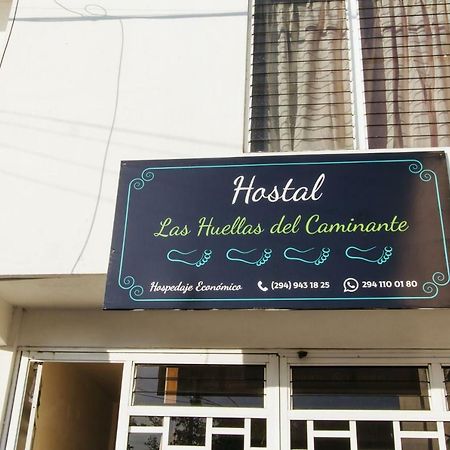 Hostal
Las Huellas del Caminante
Hospedaje Económico (294) 943 18 25 294 110 01 80